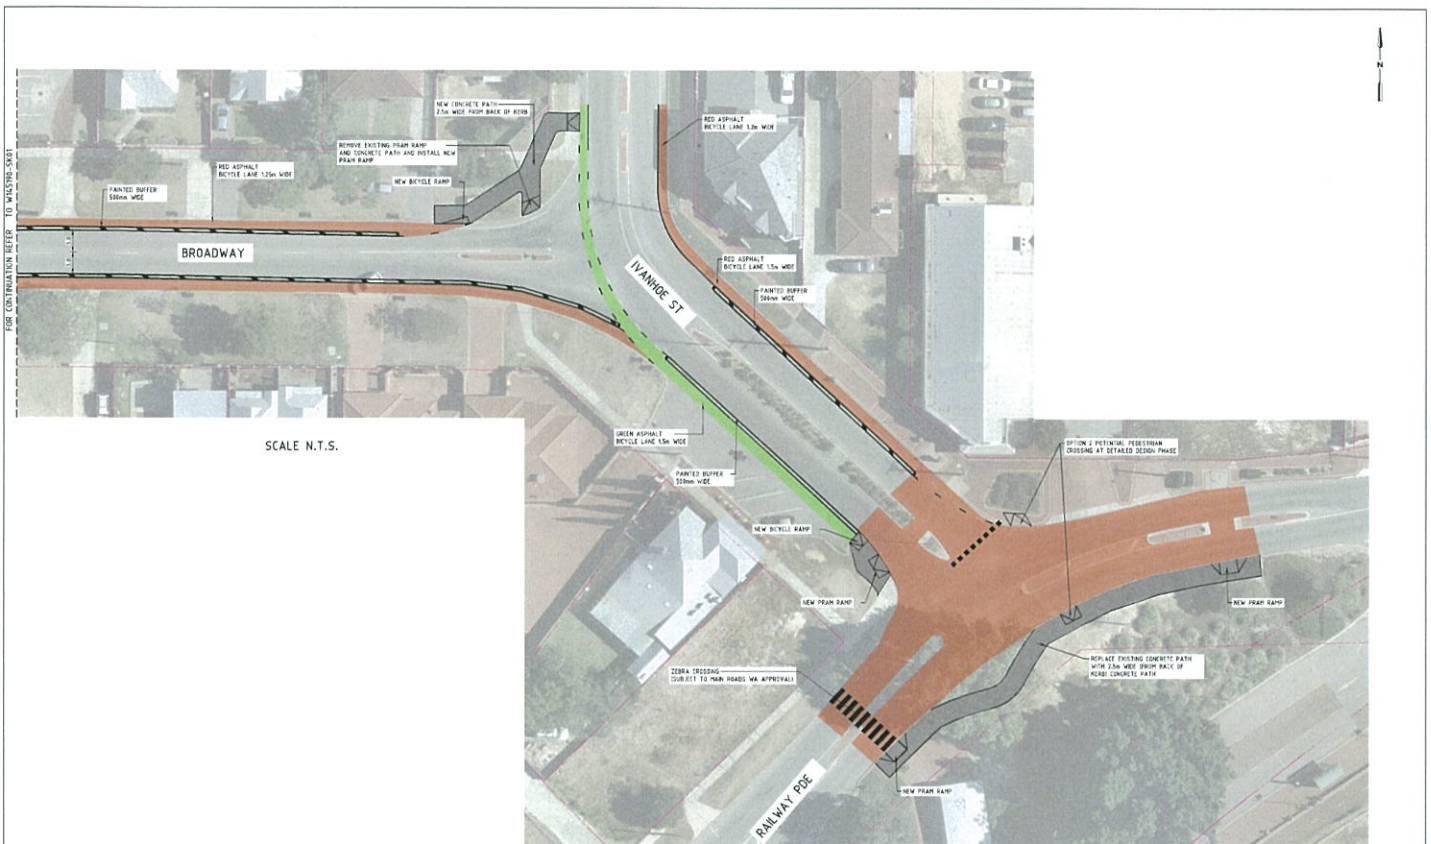 N
NEW CONCRETE PATH
2.5m WIDE FROM BACK OF KERB
RED ASPHALT
BICYCLE LANE 1.2m WIDE
REMOVE EXISTING PRAM RAMP
AND CONCRETE PATH AND INSTALL NEW
PRAM RAMP
RED ASPHALT
BICYCLE LANE 1.25m WIDE
NEW BICYCLE RAMP
PAINTED BUFFER
500mm WIDE
FOR CONTINUATION REFER TO W145190-SK01
BROADWAY
IVANHOE ST
RED ASPHALT
BICYCLE LANE 1.5m WIDE
PAINTED BUFFER
500mm WIDE
SCALE N.T.S.
GREEN ASPHALT
BICYCLE LANE 1.5m WIDE
OPTION 2 POTENTIAL PEDESTRIAN
CROSSING AT DETAILED DESIGN PHASE
PAINTED BUFFER
500mm WIDE
NEW BICYCLE RAMP
NEW PRAM RAMP
NEW PRAM RAMP
REPLACE EXISTING CONCRETE PATH
WITH 2.5m WIDE (FROM BACK OF
KERB) CONCRETE PATH
ZEBRA CROSSING
(SUBJECT TO MAIN ROADS WA APPROVAL)
NEW PRAM RAMP
RAILWAY PDE